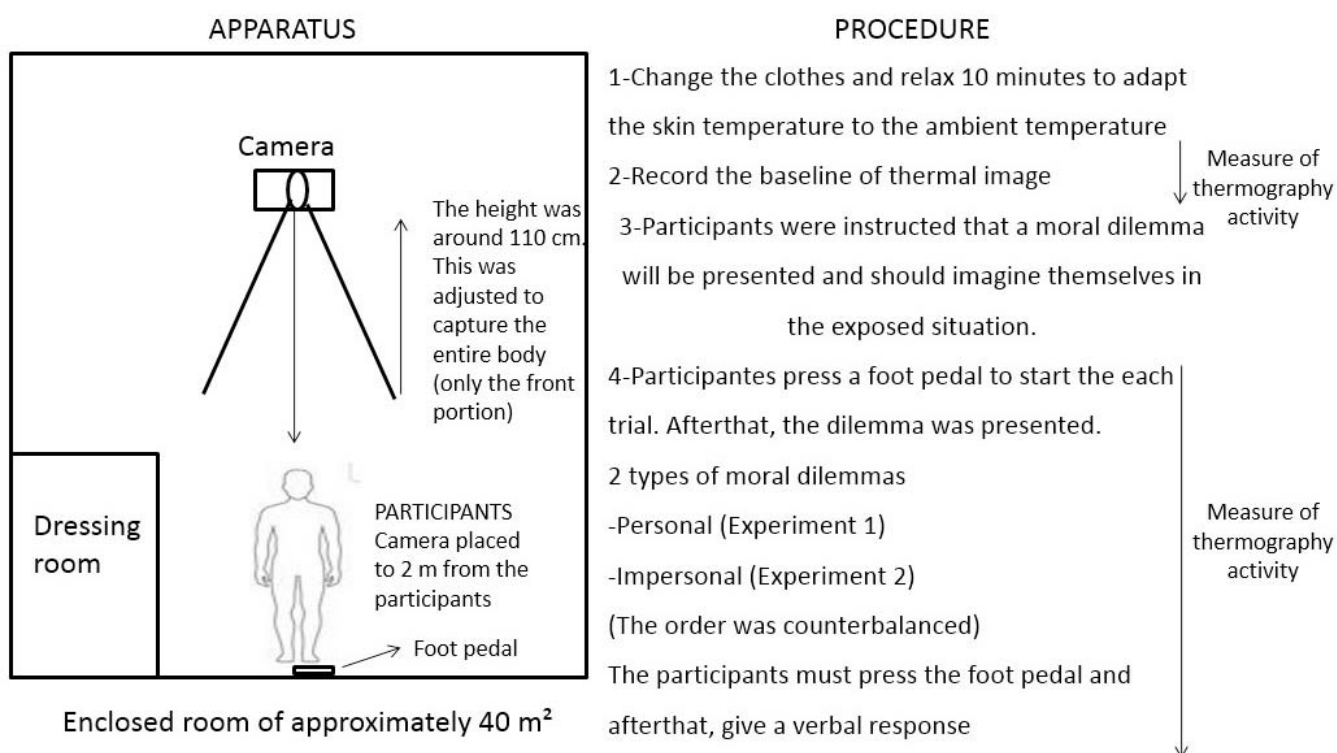 APPARATUS
Camera
The height was
around 110 cm.
This was
adjusted to
capture the
entire body
(only the front
portion)
L
Dressing
room
PARTICIPANTS
Camera placed
to 2 m from the
participants
Foot pedal
Enclosed room of approximately 40 m²
PROCEDURE
1-Change the clothes and relax 10 minutes to adapt
the skin temperature to the ambient temperature
2-Record the baseline of thermal image
3-Participants were instructed that a moral dilemma
will be presented and should imagine themselves in
the exposed situation.
4-Participantes press a foot pedal to start the each
trial. Afterthat, the dilemma was presented.
2 types of moral dilemmas
-Personal (Experiment 1)
-Impersonal (Experiment 2)
(The order was counterbalanced)
The participants must press the foot pedal and
afterthat, give a verbal response
Measure of
thermography
activity
Measure of
thermography
activity